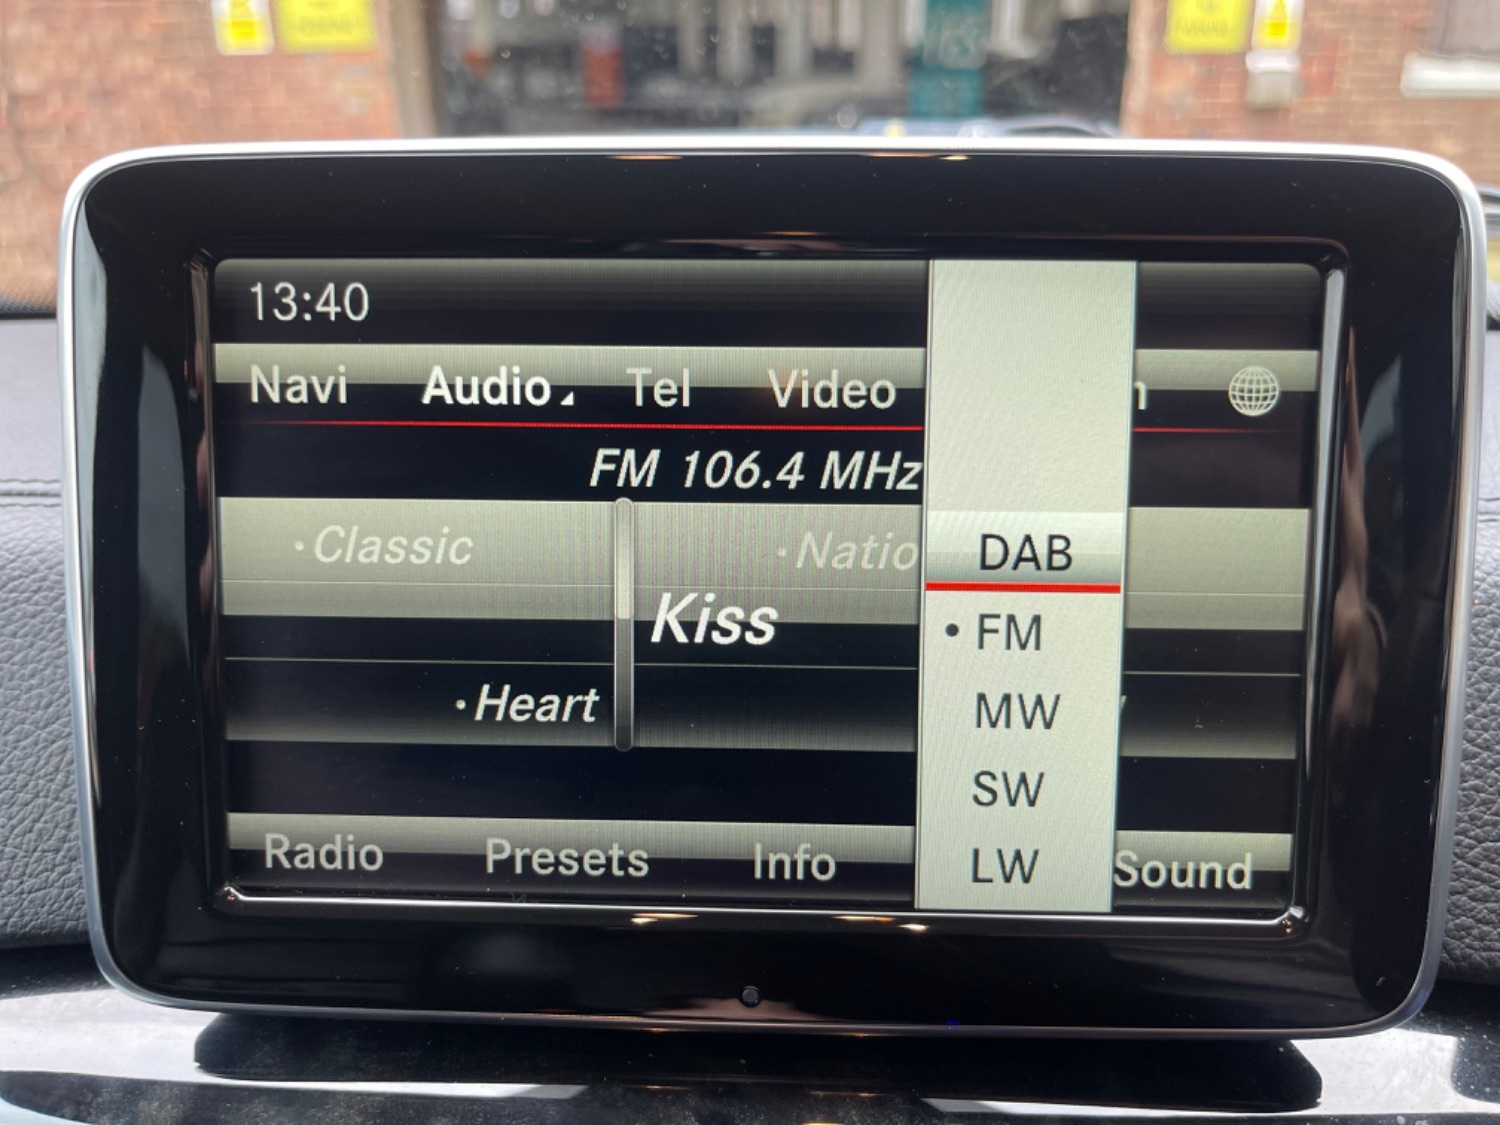 13:40
Navi Audio Tel Video
FM 106.4 MHz
·Classic ·Natio
DAB
Kiss
• FM
·Heart
MW
SW
LW
Radio Presets Info Sound